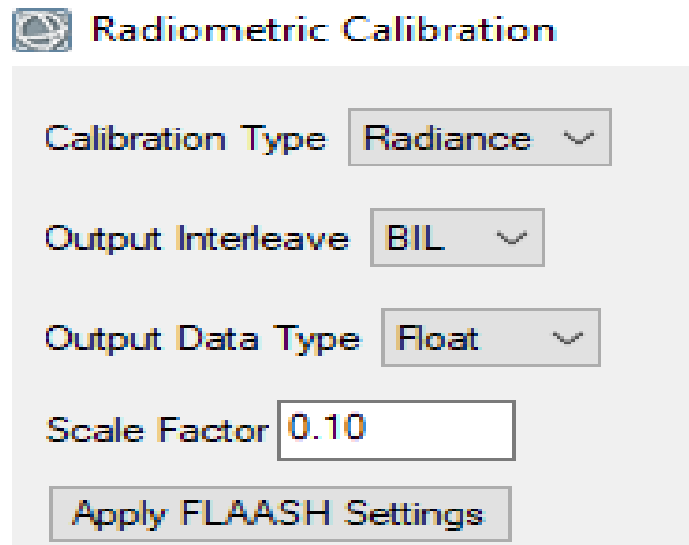 Radiometric Calibration
Calibration Type Radiance
Output Interleave BIL
Output Data Type Float
Scale Factor 0.10
Apply FLAASH Settings